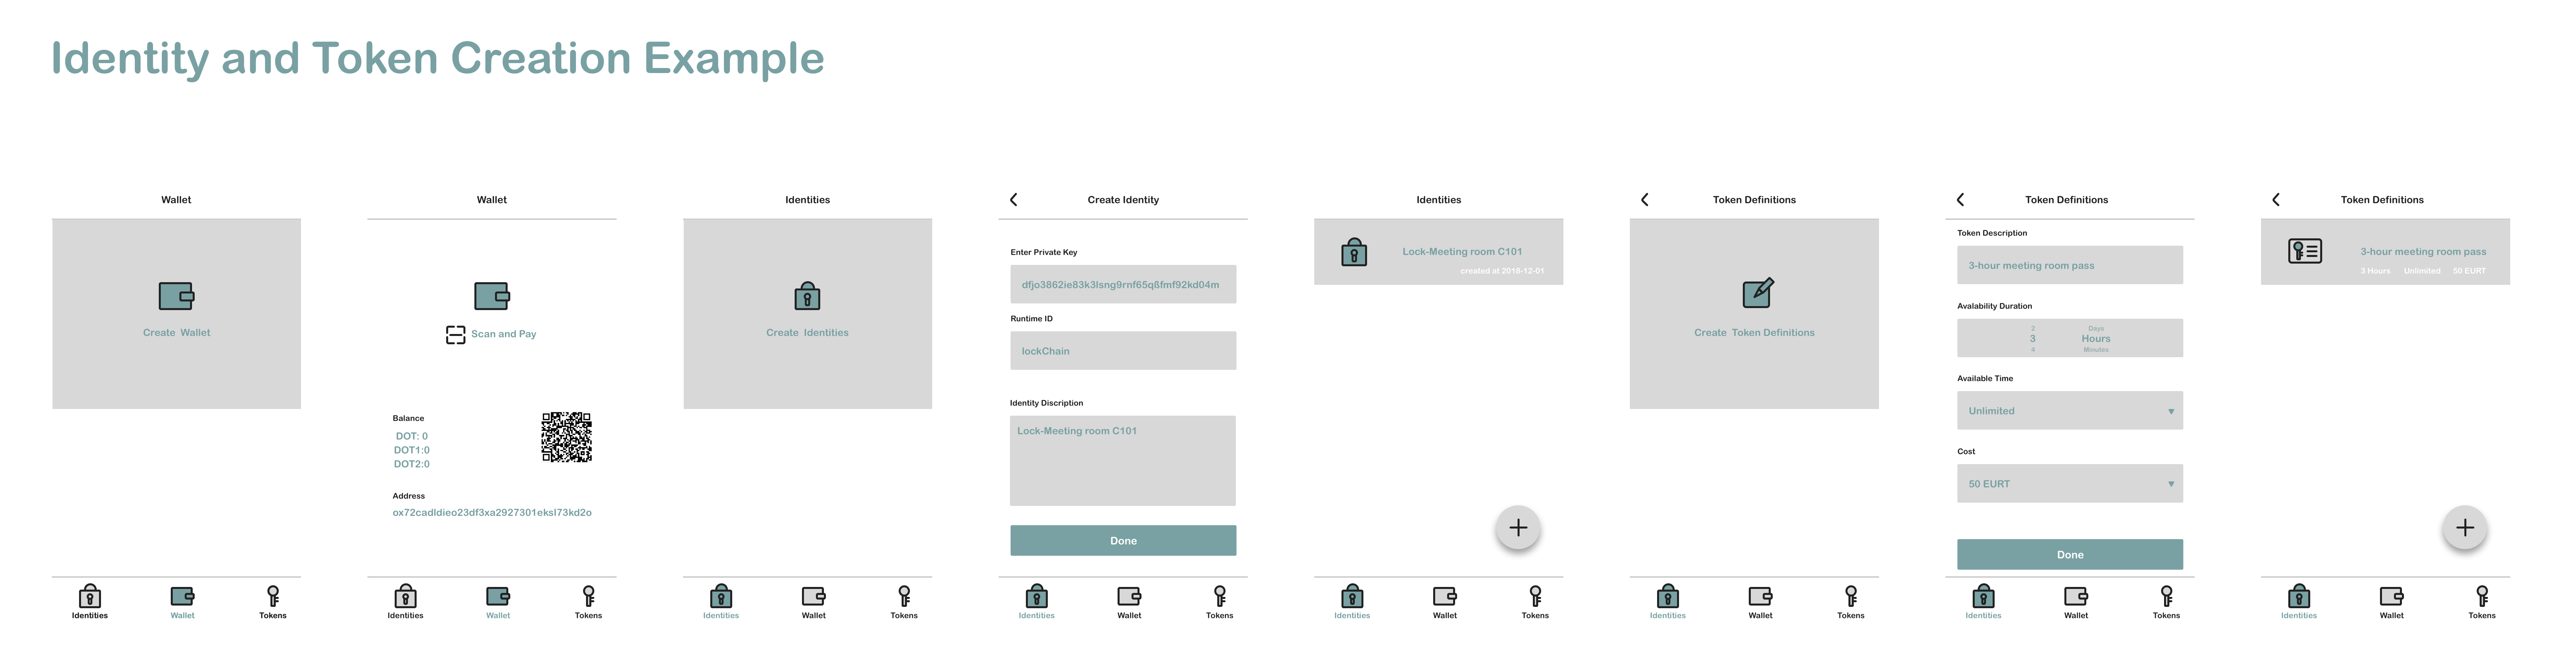 Identity and Token Creation Example
Wallet
Create Wallet
Identities
Wallet
Tokens
Wallet
Scan and Pay
Balance
DOT: 0
DOT1:0
DOT2:0
Address
ox72cadldieo23df3xa2927301eksl73kd2o
Identities
Wallet
Tokens
Identities
Create Identities
Identities
Wallet
Tokens
Create Identity
Enter Private Key
dfjo3862ie83k3lsng9rnf65qßfmf92kd04m
Runtime ID
lockChain
Identity Discription
Lock-Meeting room C101
Done
Identities
Wallet
Tokens
Identities
Lock-Meeting room C101
created at 2018-12-01
Identities
Wallet
Tokens
Token Definitions
Create Token Definitions
Identities
Wallet
Tokens
Token Definitions
Token Description
3-hour meeting room pass
Avalability Duration
2 Days
3 Hours
4 Minutes
Available Time
Unlimited
Cost
50 EURT
Done
Identities
Wallet
Tokens
Token Definitions
3-hour meeting room pass
3 Hours Unlimited 50 EURT
Identities
Wallet
Tokens